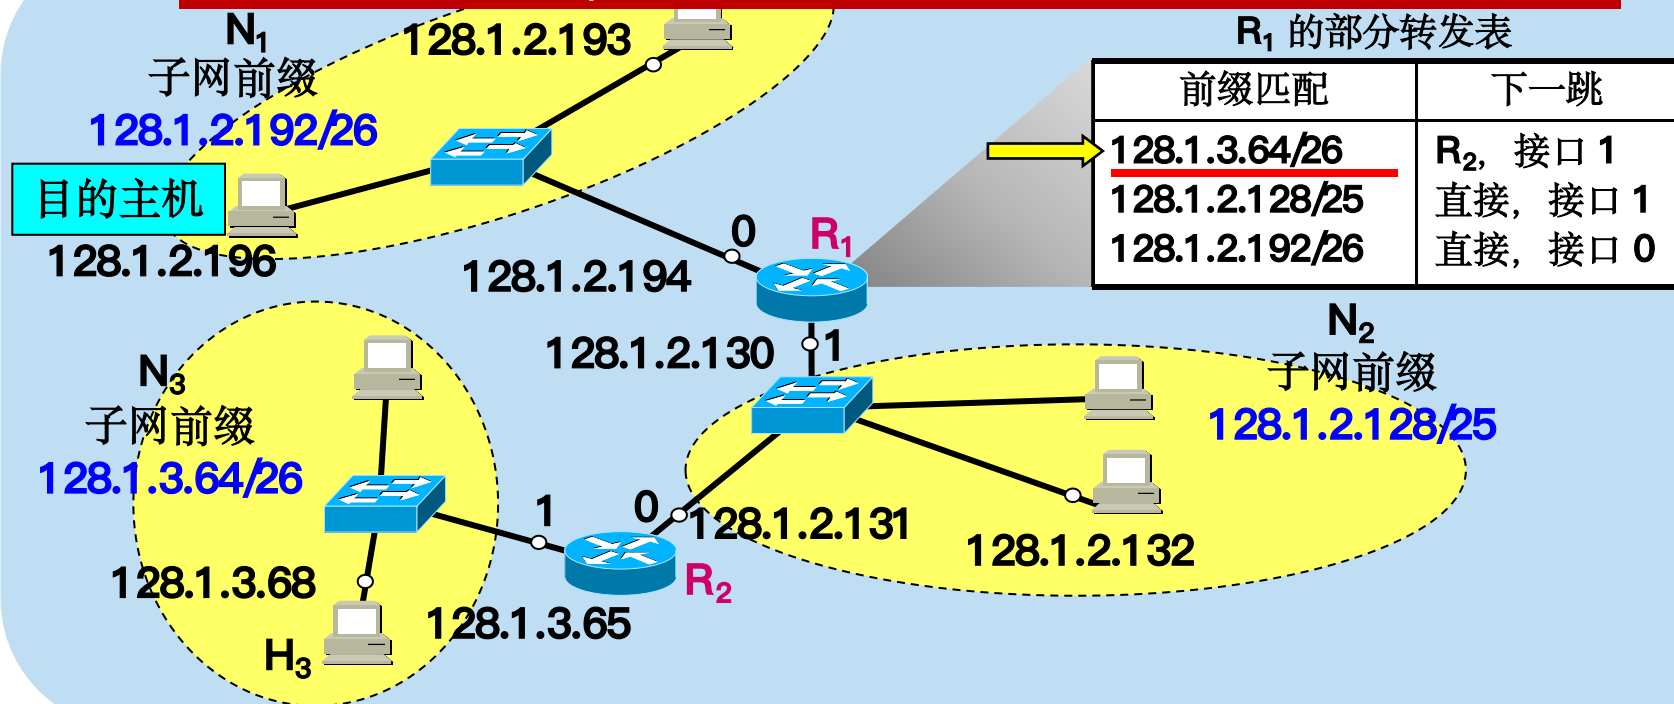 N1
子网前缀
128.1.2.192/26
128.1.2.193
目的主机
128.1.2.196
0
R1
128.1.2.194
128.1.2.130
1
R1 的部分转发表
前缀匹配 下一跳
128.1.3.64/26 R2, 接口 1
128.1.2.128/25 直接, 接口 1
128.1.2.192/26 直接, 接口 0
N2
子网前缀
128.1.2.128/25
N3
子网前缀
128.1.3.64/26
1
0
128.1.2.131
128.1.2.132
R2
128.1.3.68
128.1.3.65
H3